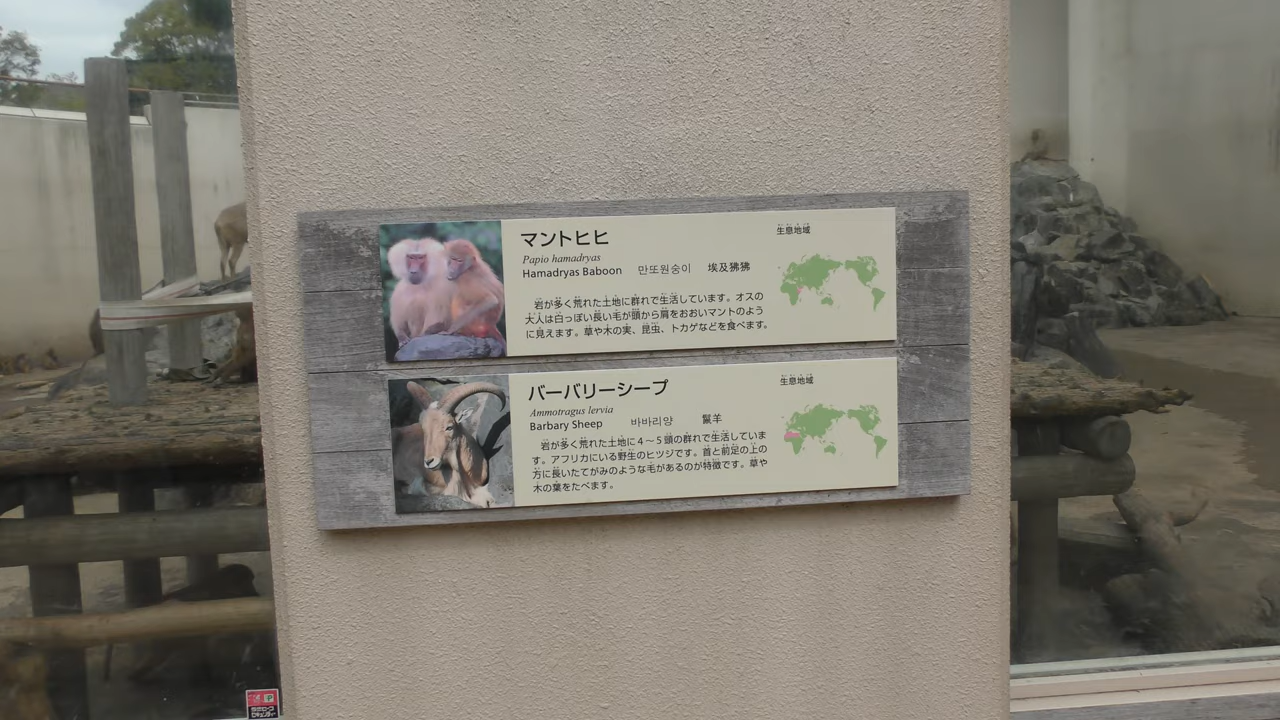 マントヒヒ
Papio hamadryas
Hamadryas Baboon 만또원숭이 埃及狒狒
岩が多く荒れた土地に群れで生活しています。オスの
大人は白っぽい長い毛が頭から肩をおおいマントのよう
に見えます。草や木の実、昆虫、トカゲなどを食べます。
生息地域
バーバリーシープ
Ammotragus lervia
Barbary Sheep 바바리양 鬣羊
岩が多く荒れた土地に4～5頭の群れで生活していま
す。アフリカにいる野生のヒツジです。首と前足の上の
方に長いたてがみのような毛があるのが特徴です。草や
木の葉をたべます。
生息地域